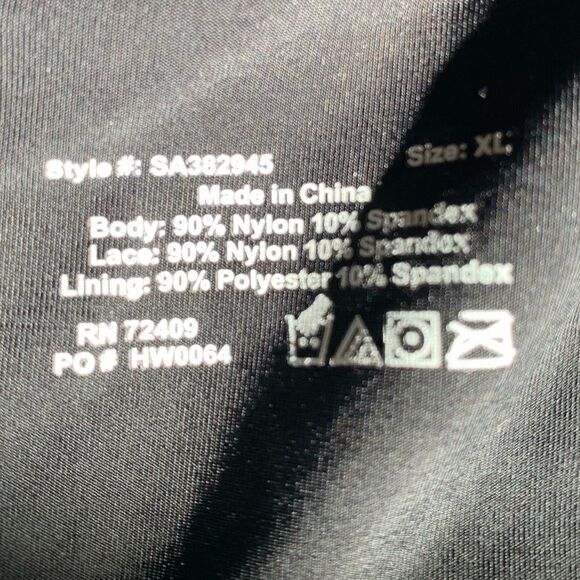 Style #: SA382945 Size: XL
Made in China
Body: 90% Nylon 10% Spandex
Lace: 90% Nylon 10% Spandex
Lining: 90% Polyester 10% Spandex
RN 72409
PO # HW0064